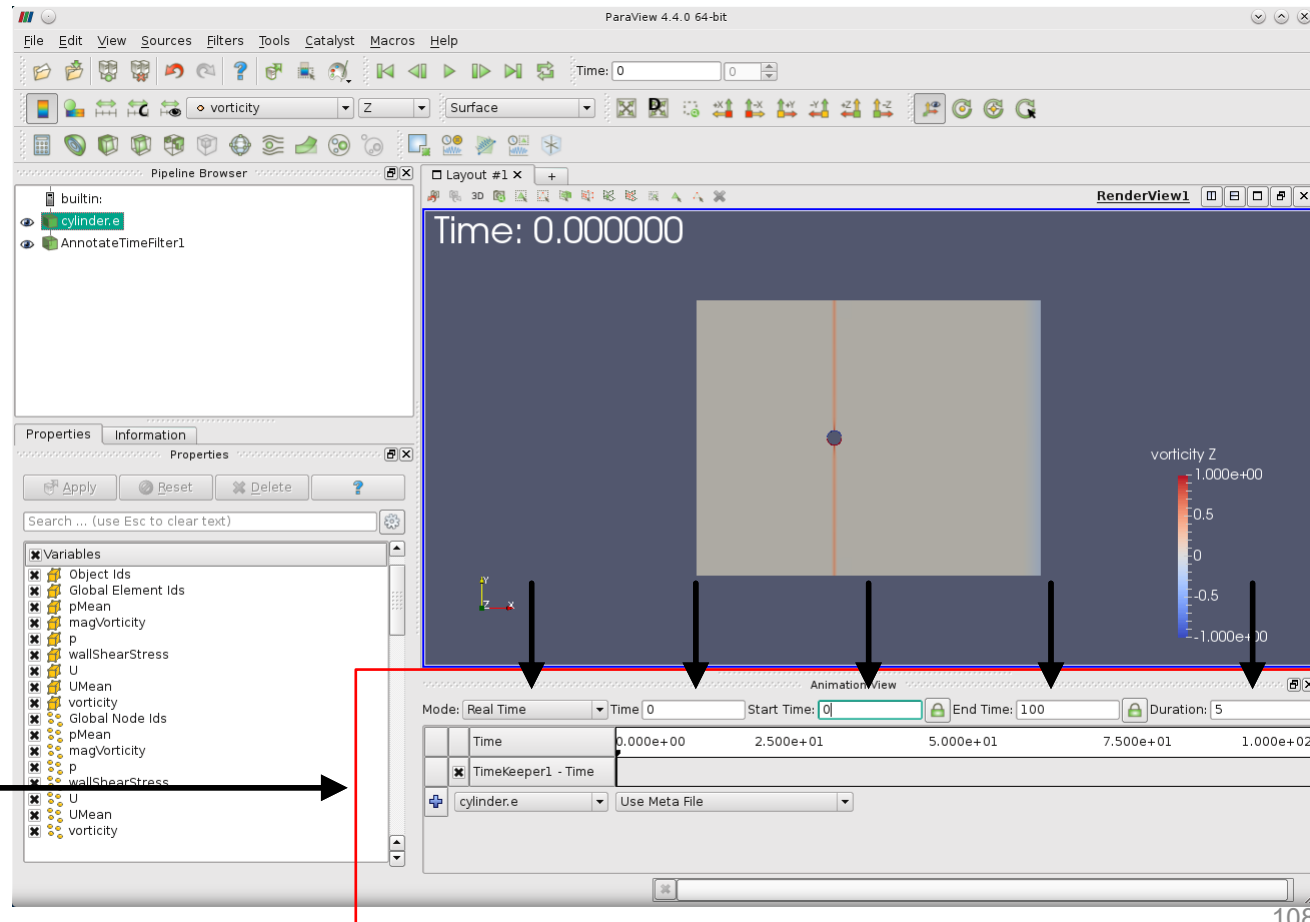 ParaView 4.4.0 64-bit
File Edit View Sources Filters Tools Catalyst Macros Help
Time: 0 0
vorticity Z Surface
Pipeline Browser
builtin:
cylinder.e
AnnotateTimeFilter1
Properties Information
Properties
Apply Reset Delete ?
Search ... (use Esc to clear text)
Variables
Object Ids
Global Element Ids
pMean
magVorticity
p
wallShearStress
U
UMean
vorticity
Global Node Ids
pMean
magVorticity
p
wallShearStress
U
UMean
vorticity
Layout #1 +
3D RenderView1
Time: 0.000000
vorticity Z
1.000e+00
0.5
0
-0.5
-1.000e+00
Y
Z X
Animation View
Mode: Real Time Time 0 Start Time: 0 End Time: 100 Duration: 5
Time 0.000e+00 2.500e+01 5.000e+01 7.500e+01 1.000e+02
TimeKeeper1 - Time
cylinder.e Use Meta File
108